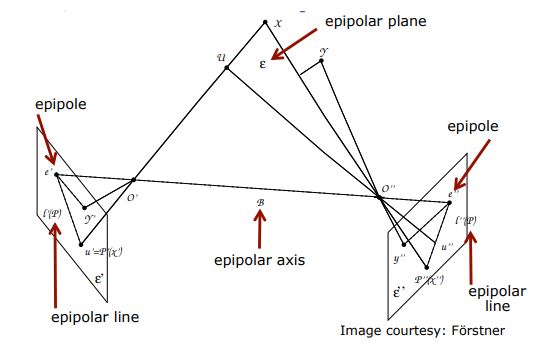 epipolar plane
X
U
ε
Y
epipole
epipole
e'
e''
O'
O''
B
l'(P)
l''(P)
Y'
u'=P'(X')
u''
y''
P''(X'')
ε'
ε''
epipolar axis
epipolar line
epipolar
line
Image courtesy: Förstner